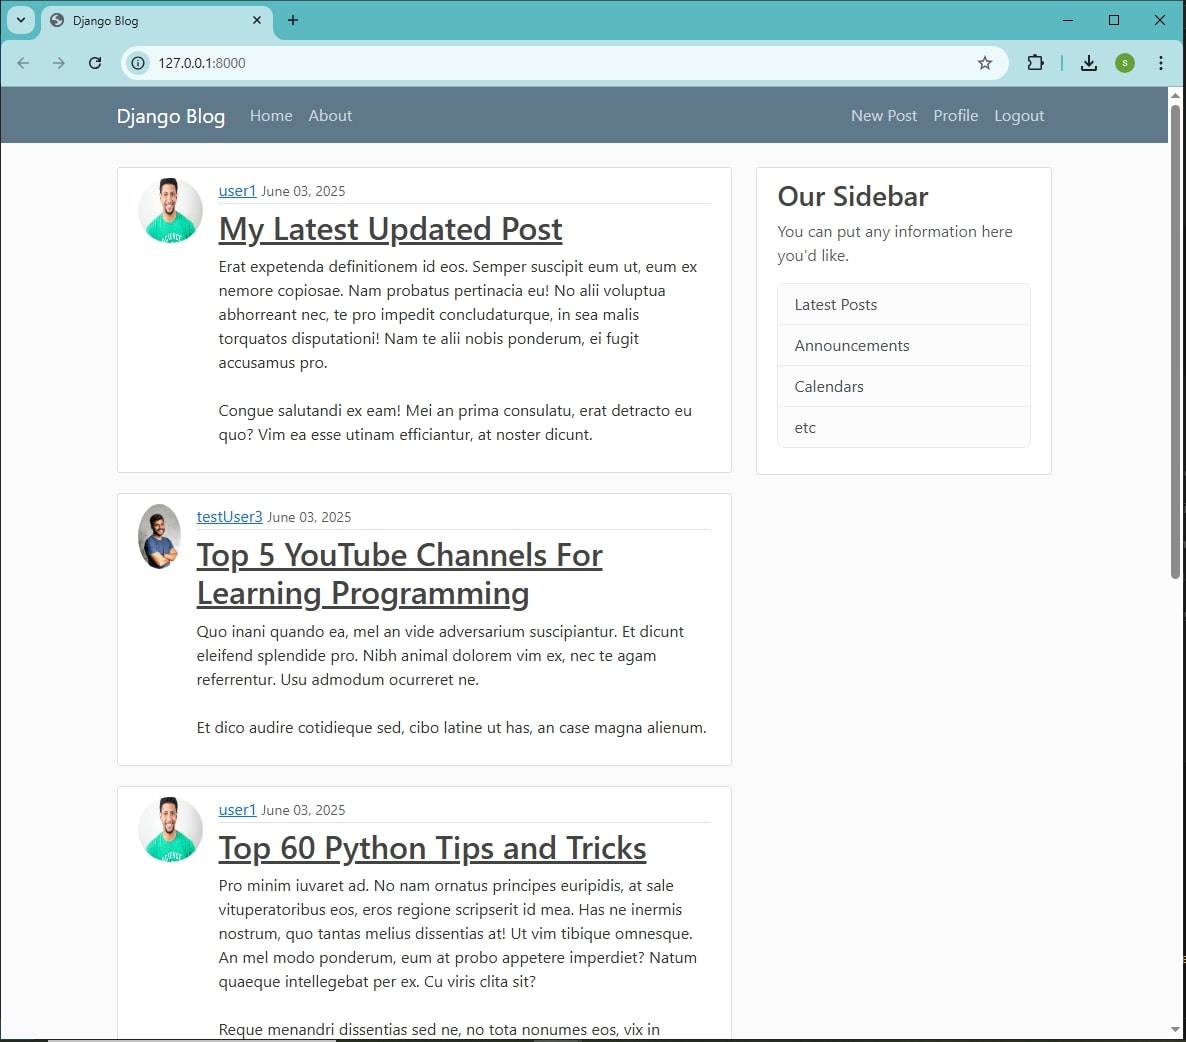 Django Blog
127.0.0.1:8000
s
Django Blog Home About New Post Profile Logout
user1 June 03, 2025
My Latest Updated Post
Erat expetenda definitionem id eos. Semper suscipit eum ut, eum ex
nemore copiosae. Nam probatus pertinacia eu! No alii voluptua
abhorreant nec, te pro impedit concludaturque, in sea malis
torquatos disputationi! Nam te alii nobis ponderum, ei fugit
accusamus pro.
Congue salutandi ex eam! Mei an prima consulatu, erat detracto eu
quo? Vim ea esse utinam efficiantur, at noster dicunt.
Our Sidebar
You can put any information here
you'd like.
Latest Posts
Announcements
Calendars
etc
testUser3 June 03, 2025
Top 5 YouTube Channels For
Learning Programming
Quo inani quando ea, mel an vide adversarium suscipiantur. Et dicunt
eleifend splendide pro. Nibh animal dolorem vim ex, nec te agam
referrentur. Usu admodum ocurreret ne.
Et dico audire cotidieque sed, cibo latine ut has, an case magna alienum.
user1 June 03, 2025
Top 60 Python Tips and Tricks
Pro minim iuvaret ad. No nam ornatus principes euripidis, at sale
vituperatoribus eos, eros regione scripserit id mea. Has ne inermis
nostrum, quo tantas melius dissentias at! Ut vim tibique omnesque.
An mel modo ponderum, eum at probo appetere imperdiet? Natum
quaeque intellegebat per ex. Cu viris clita sit?
Reque menandri dissentias sed ne, no tota nonumes eos, vix in